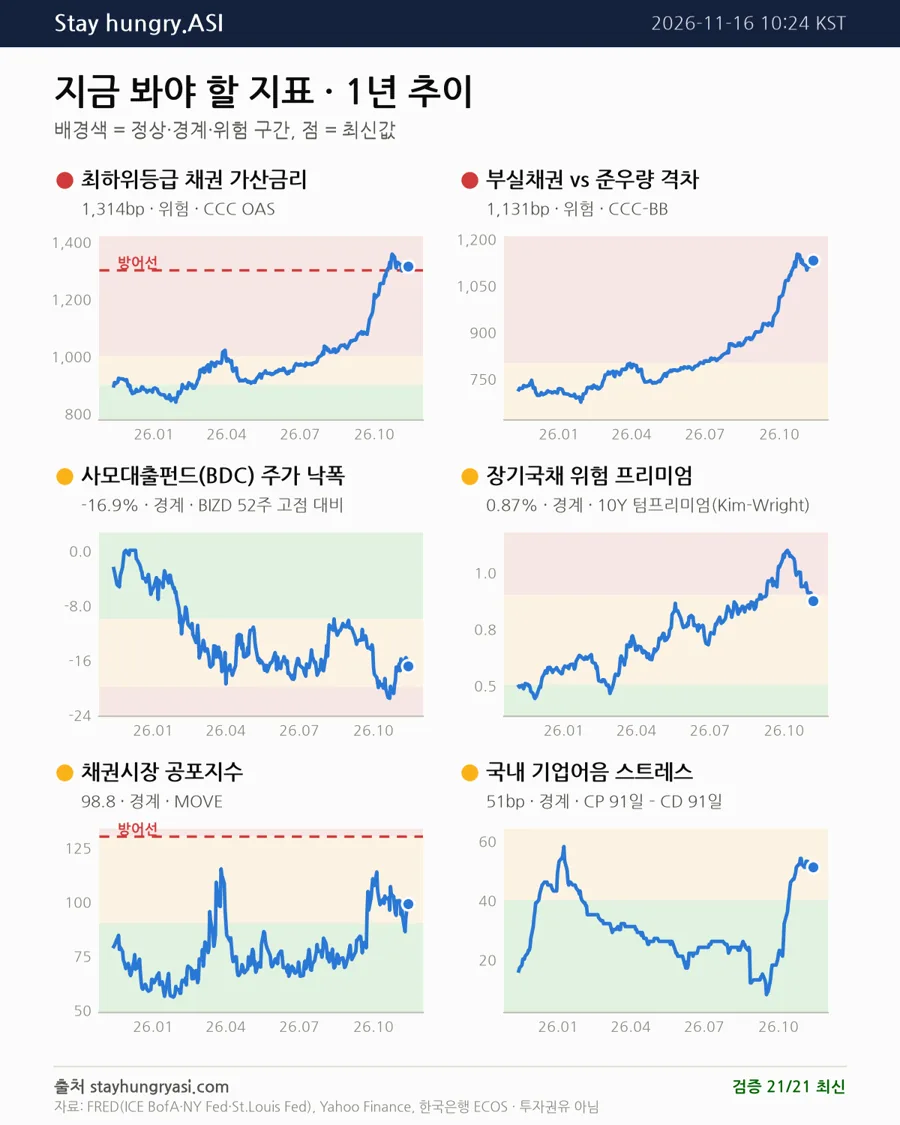 Stay hungry.ASI
2026-11-16 10:24 KST
지금 봐야 할 지표 · 1년 추이
배경색 = 정상·경계·위험 구간, 점 = 최신값
최하위등급 채권 가산금리
1,314bp · 위험 · CCC OAS
1,400
방어선
1,200
1,000
800
26.01 26.04 26.07 26.10
부실채권 vs 준우량 격차
1,131bp · 위험 · CCC-BB
1,200
1,050
900
750
26.01 26.04 26.07 26.10
사모대출펀드(BDC) 주가 낙폭
-16.9% · 경계 · BIZD 52주 고점 대비
0.0
-8.0
-16
-24
26.01 26.04 26.07 26.10
장기국채 위험 프리미엄
0.87% · 경계 · 10Y 텀프리미엄(Kim-Wright)
1.0
0.8
0.5
26.01 26.04 26.07 26.10
채권시장 공포지수
98.8 · 경계 · MOVE
방어선
125
100
75
50
26.01 26.04 26.07 26.10
국내 기업어음 스트레스
51bp · 경계 · CP 91일 - CD 91일
60
40
20
26.01 26.04 26.07 26.10
출처 stayhungryasi.com
검증 21/21 최신
자료: FRED(ICE BofA·NY Fed·St.Louis Fed), Yahoo Finance, 한국은행 ECOS · 투자권유 아님